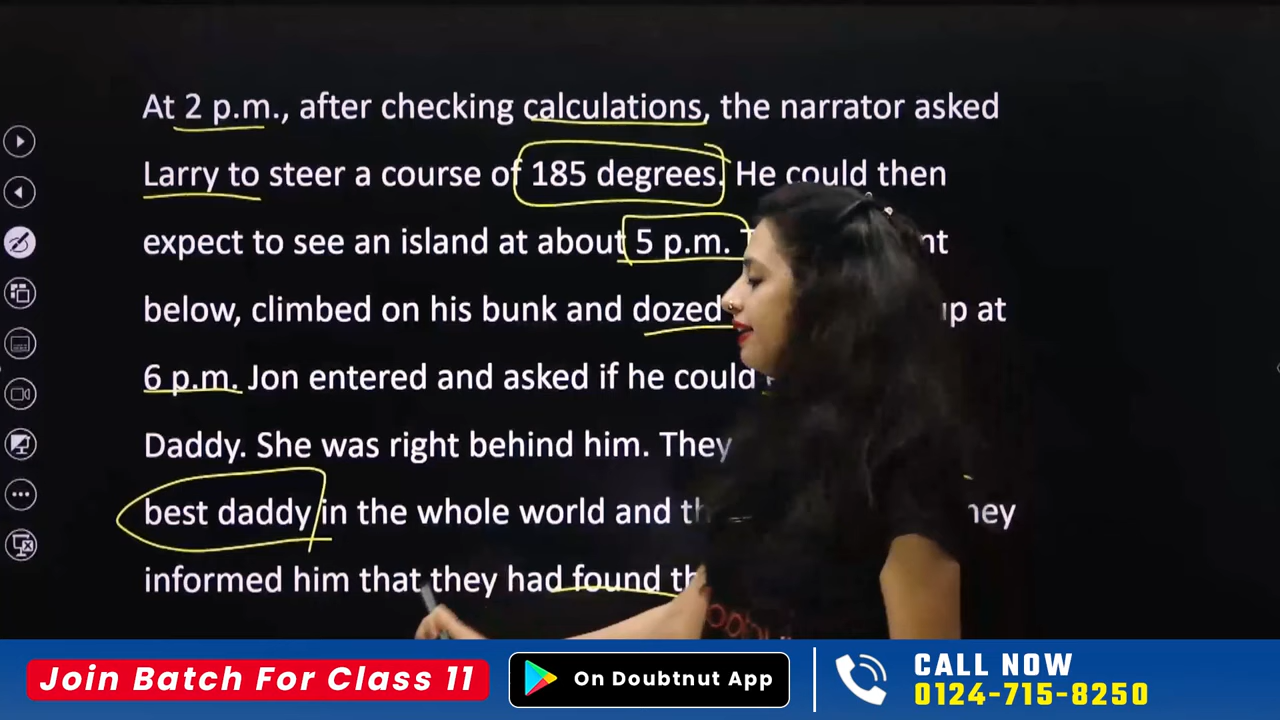 At 2 p.m., after checking calculations, the narrator asked
Larry to steer a course of 185 degrees. He could then
expect to see an island at about 5 p.m.
below, climbed on his bunk and dozed up at
6 p.m. Jon entered and asked if he could
Daddy. She was right behind him. They
best daddy in the whole world and
informed him that they had found
Join Batch For Class 11
On Doubtnut App
CALL NOW
0124-715-8250